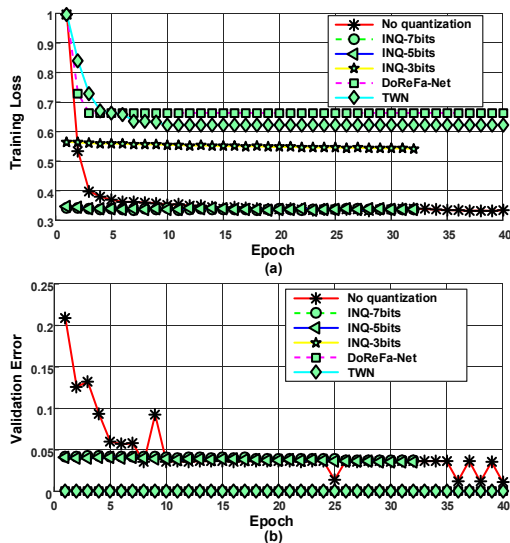 1
0.9
0.8
0.7
0.6
0.5
0.4
0.3
Training Loss
No quantization
INQ-7bits
INQ-5bits
INQ-3bits
DoReFa-Net
TWN
0 5 10 15 20 25 30 35 40
Epoch
(a)
0.25
0.2
0.15
0.1
0.05
0
Validation Error
No quantization
INQ-7bits
INQ-5bits
INQ-3bits
DoReFa-Net
TWN
0 5 10 15 20 25 30 35 40
Epoch
(b)